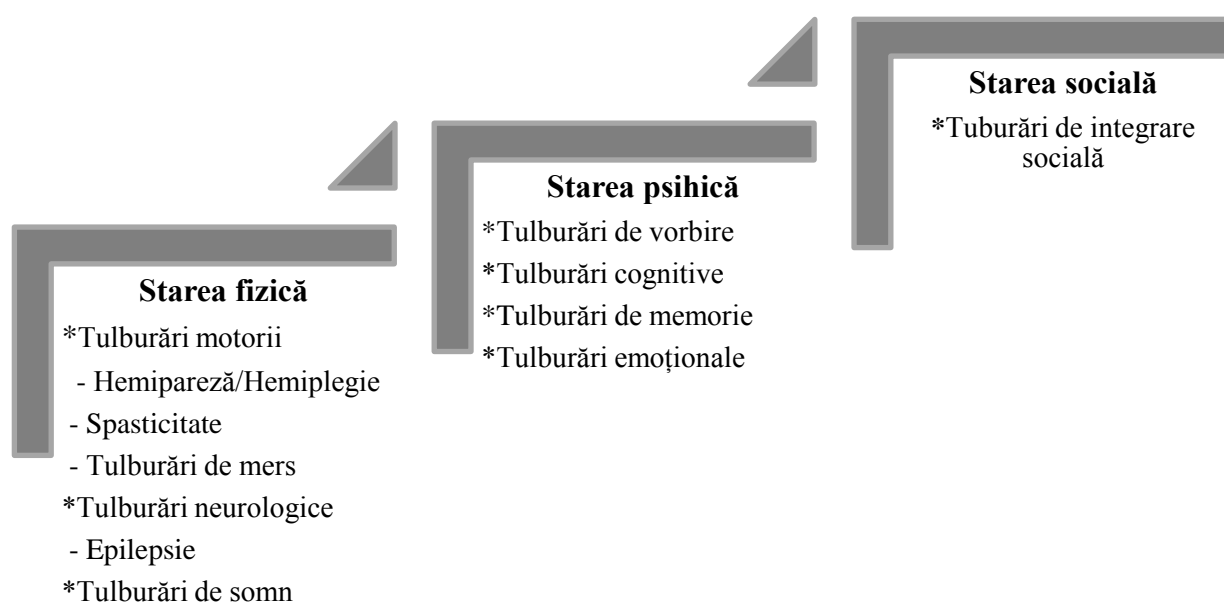 Starea fizică
*Tulburări motorii
- Hemipareză/Hemiplegie
- Spasticitate
- Tulburări de mers
*Tulburări neurologice
- Epilepsie
*Tulburări de somn
Starea psihică
*Tulburări de vorbire
*Tulburări cognitive
*Tulburări de memorie
*Tulburări emoționale
Starea socială
*Tuburări de integrare
socială